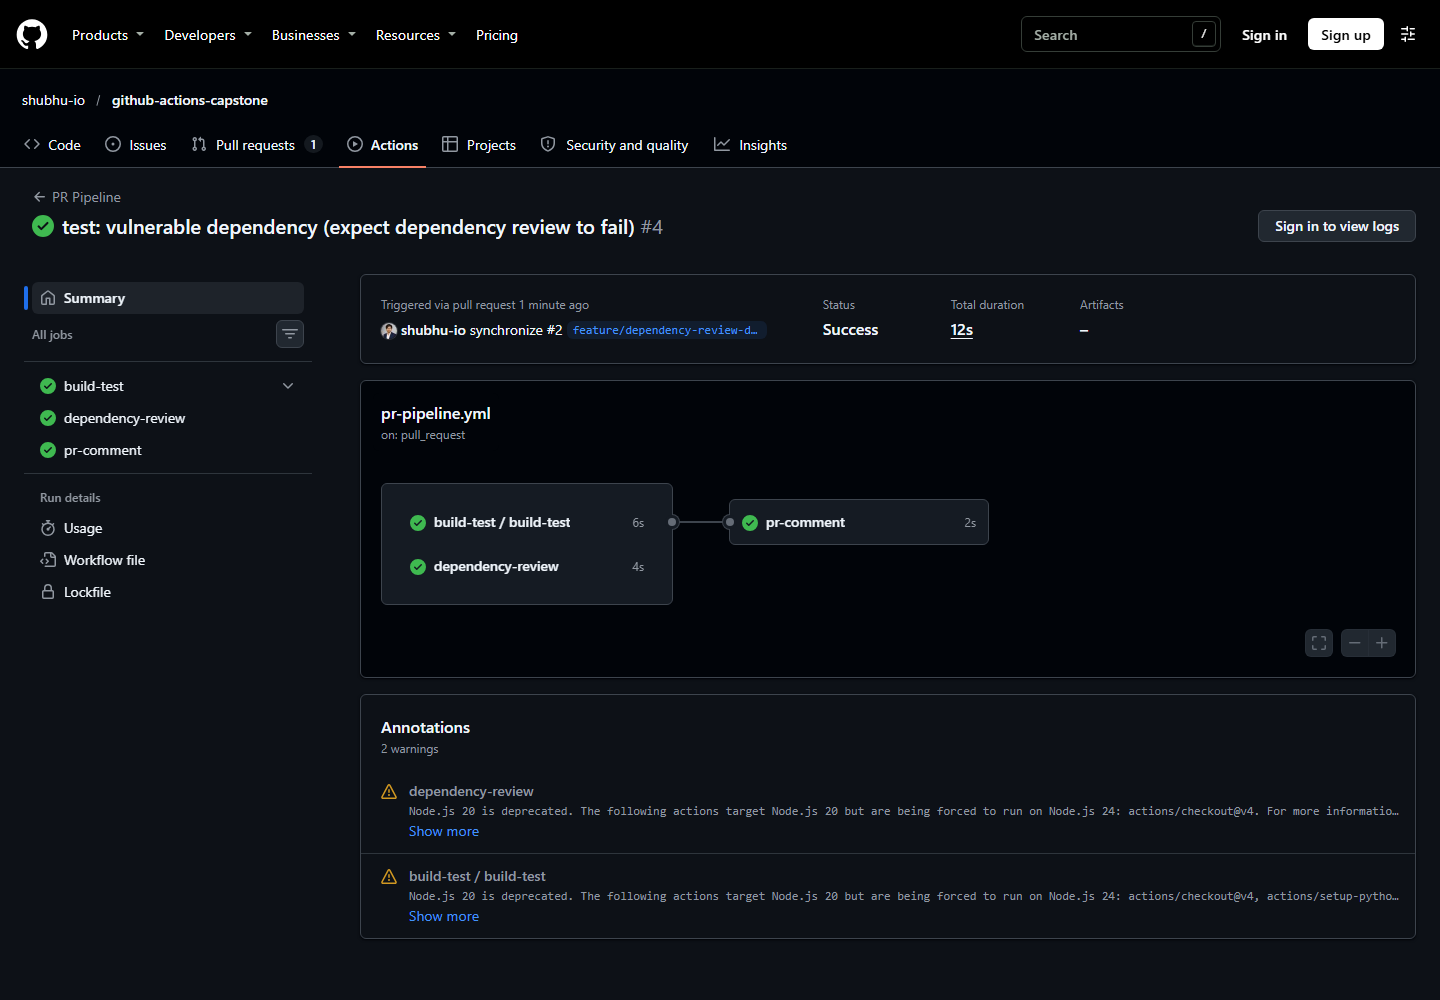 Products Developers Businesses Resources Pricing Search / Sign in Sign up
shubhu-io / github-actions-capstone
Code Issues Pull requests 1 Actions Projects Security and quality Insights
PR Pipeline
test: vulnerable dependency (expect dependency review to fail) #4
Sign in to view logs
Summary
All jobs
build-test
dependency-review
pr-comment
Run details
Usage
Workflow file
Lockfile
Triggered via pull request 1 minute ago
shubhu-io synchronize #2 feature/dependency-review-d…
Status
Success
Total duration
12s
Artifacts
–
pr-pipeline.yml
on: pull_request
build-test / build-test 6s
dependency-review 4s
pr-comment 2s
Annotations
2 warnings
dependency-review
Node.js 20 is deprecated. The following actions target Node.js 20 but are being forced to run on Node.js 24: actions/checkout@v4. For more informatio…
Show more
build-test / build-test
Node.js 20 is deprecated. The following actions target Node.js 20 but are being forced to run on Node.js 24: actions/checkout@v4, actions/setup-pytho…
Show more